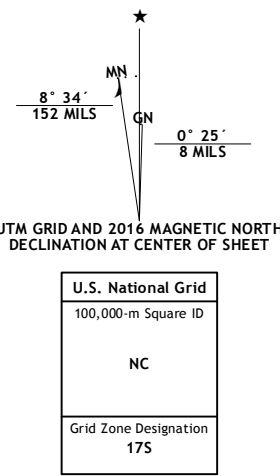 ★
MN
8° 34´
152 MILS
GN
0° 25´
8 MILS
UTM GRID AND 2016 MAGNETIC NORTH
DECLINATION AT CENTER OF SHEET
U.S. National Grid
100,000-m Square ID
NC
Grid Zone Designation
17S